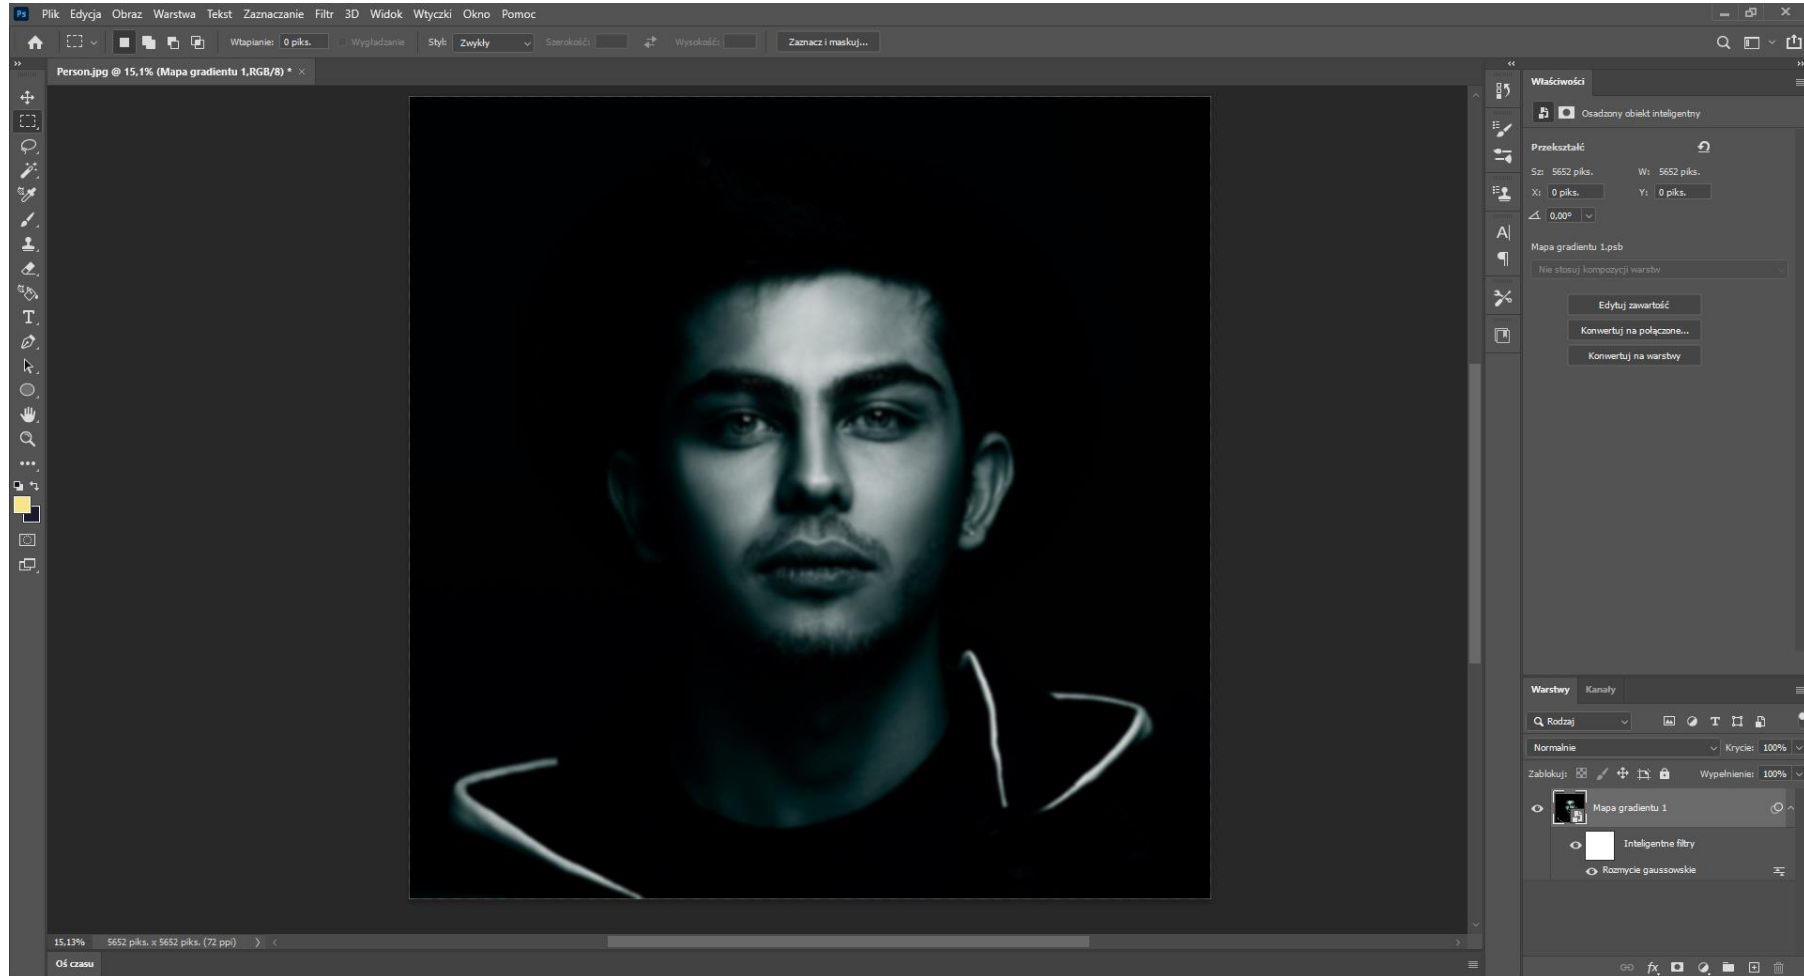 Ps Plik Edycja Obraz Warstwa Tekst Zaznaczanie Filtr 3D Widok Wtyczki Okno Pomoc
Wtapianie: 0 piks. Wygładzanie Styl: Zwykły Szerokość: Wysokość: Zaznacz i maskuj...
Person.jpg @ 15,1% (Mapa gradientu 1,RGB/8) * ×
Właściwości
Osadzony obiekt inteligentny
Przekształć
Sz: 5652 piks. W: 5652 piks.
X: 0 piks. Y: 0 piks.
0,00°
Mapa gradientu 1.psb
Nie stosuj kompozycji warstw
Edytuj zawartość
Konwertuj na połączone...
Konwertuj na warstwy
Warstwy Kanały
Rodzaj
Normalnie Krycie: 100%
Zablokuj: Wypełnienie: 100%
Mapa gradientu 1
Inteligentne filtry
Rozmycie gaussowskie
15,13% 5652 piks. x 5652 piks. (72 ppi)
Oś czasu
fx